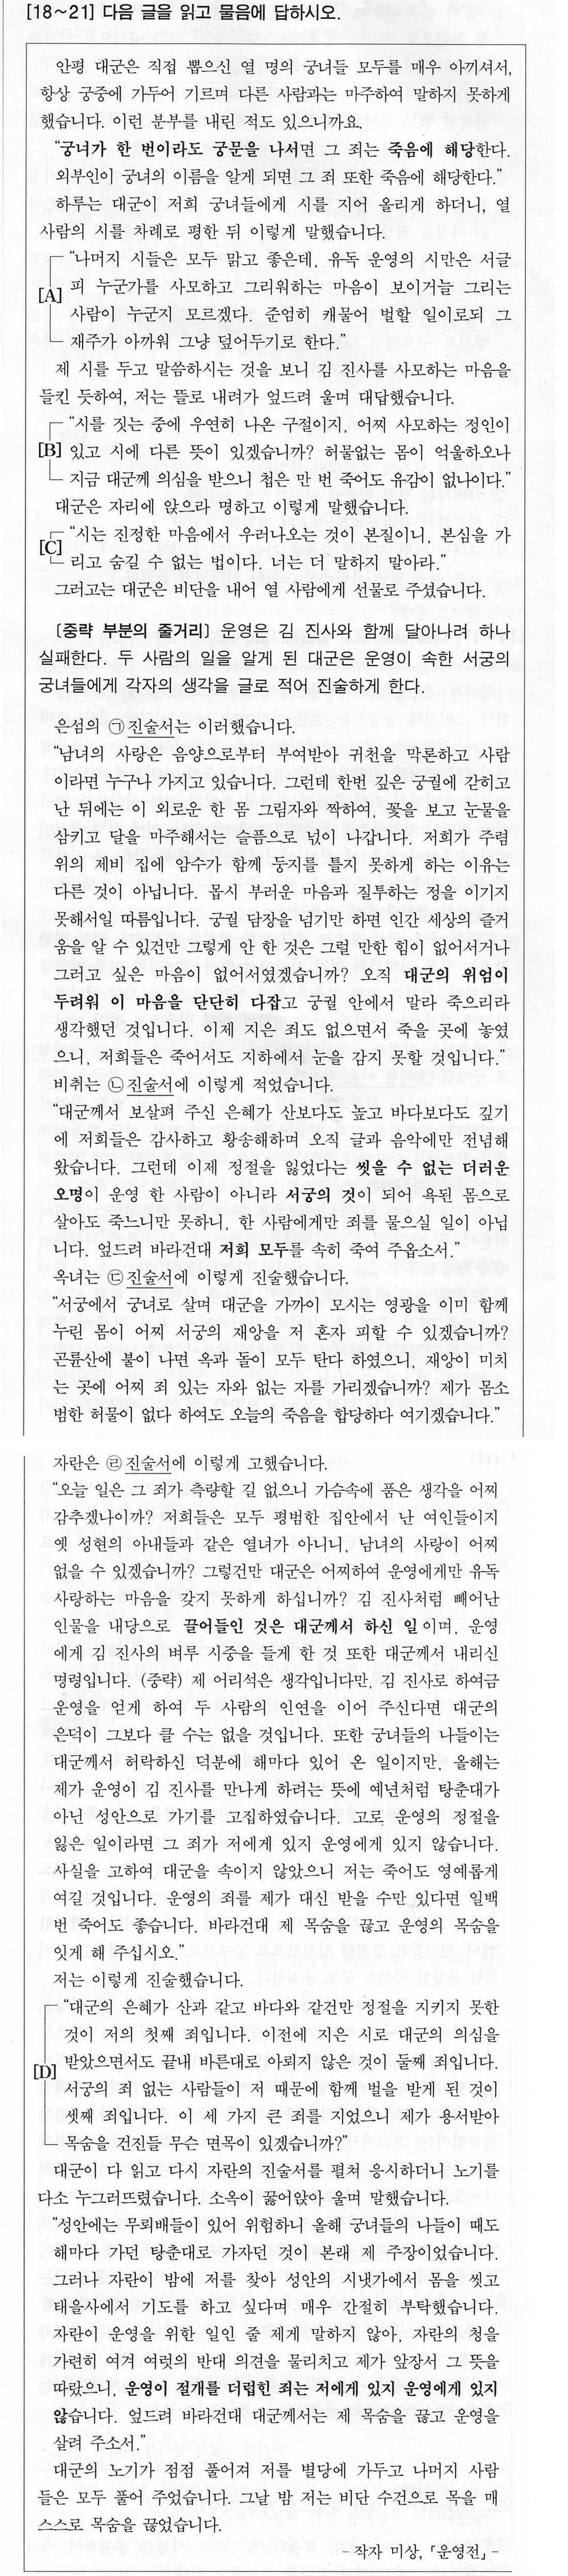 [18~21] 다음 글을 읽고 물음에 답하시오.
안평 대군은 직접 뽑으신 열 명의 궁녀들 모두를 매우 아끼셔서,
항상 궁중에 가두어 기르며 다른 사람과는 마주하여 말하지 못하게
했습니다. 이런 분부를 내린 적도 있으니까요.
“궁녀가 한 번이라도 궁문을 나서면 그 죄는 죽음에 해당한다.
외부인이 궁녀의 이름을 알게 되면 그 죄 또한 죽음에 해당한다.”
하루는 대군이 저희 궁녀들에게 시를 지어 올리게 하더니, 열
사람의 시를 차례로 평한 뒤 이렇게 말했습니다.
“나머지 시들은 모두 맑고 좋은데, 유독 운영의 시만은 서글
[A] 피 누군가를 사모하고 그리워하는 마음이 보이거늘 그리는
사람이 누군지 모르겠다. 준엄히 캐물어 벌할 일이로되 그
재주가 아까워 그냥 덮어두기로 한다.”
제 시를 두고 말씀하시는 것을 보니 김 진사를 사모하는 마음을
들킨 듯하여, 저는 뜰로 내려가 엎드려 울며 대답했습니다.
“시를 짓는 중에 우연히 나온 구절이지, 어찌 사모하는 정인이
[B] 있고 시에 다른 뜻이 있겠습니까? 허물없는 몸이 억울하오나
지금 대군께 의심을 받으니 첩은 만 번 죽어도 유감이 없나이다.”
대군은 자리에 앉으라 명하고 이렇게 말했습니다.
[C] “시는 진정한 마음에서 우러나오는 것이 본질이니, 본심을 가
리고 숨길 수 없는 법이다. 너는 더 말하지 말아라.”
그러고는 대군은 비단을 내어 열 사람에게 선물로 주셨습니다.
[중략 부분의 줄거리] 운영은 김 진사와 함께 달아나려 하나
실패한다. 두 사람의 일을 알게 된 대군은 운영이 속한 서궁의
궁녀들에게 각자의 생각을 글로 적어 진술하게 한다.
은섬의 ㉠진술서는 이러했습니다.
“남녀의 사랑은 음양으로부터 부여받아 귀천을 막론하고 사람
이라면 누구나 가지고 있습니다. 그런데 한번 깊은 궁궐에 갇히고
난 뒤에는 이 외로운 한 몸 그림자와 짝하여, 꽃을 보고 눈물을
삼키고 달을 마주해서는 슬픔으로 넋이 나갑니다. 저희가 주렴
위의 제비 집에 암수가 함께 둥지를 틀지 못하게 하는 이유는
다른 것이 아닙니다. 몹시 부러운 마음과 질투하는 정을 이기지
못해서일 따름입니다. 궁궐 담장을 넘기만 하면 인간 세상의 즐거
움을 알 수 있건만 그렇게 안 한 것은 그럴 만한 힘이 없어서거나
그러고 싶은 마음이 없어서였겠습니까? 오직 대군의 위엄이
두려워 이 마음을 단단히 다잡고 궁궐 안에서 말라 죽으리라
생각했던 것입니다. 이제 지은 죄도 없으면서 죽을 곳에 놓였
으니, 저희들은 죽어서도 지하에서 눈을 감지 못할 것입니다.”
비취는 ㉡진술서에 이렇게 적었습니다.
“대군께서 보살펴 주신 은혜가 산보다도 높고 바다보다도 깊기
에 저희들은 감사하고 황송해하며 오직 글과 음악에만 전념해
왔습니다. 그런데 이제 정절을 잃었다는 씻을 수 없는 더러운
오명이 운영 한 사람이 아니라 서궁의 것이 되어 욕된 몸으로
살아도 죽느니만 못하니, 한 사람에게만 죄를 물으실 일이 아닙
니다. 엎드려 바라건대 저희 모두를 속히 죽여 주옵소서.”
옥녀는 ㉢진술서에 이렇게 진술했습니다.
“서궁에서 궁녀로 살며 대군을 가까이 모시는 영광을 이미 함께
누린 몸이 어찌 서궁의 재앙을 저 혼자 피할 수 있겠습니까?
곤륜산에 불이 나면 옥과 돌이 모두 탄다 하였으니, 재앙이 미치
는 곳에 어찌 죄 있는 자와 없는 자를 가리겠습니까? 제가 몸소
범한 허물이 없다 하여도 오늘의 죽음을 합당하다 여기겠습니다.”
자란은 ㉣진술서에 이렇게 고했습니다.
“오늘 일은 그 죄가 측량할 길 없으니 가슴속에 품은 생각을 어찌
감추겠나이까? 저희들은 모두 평범한 집안에서 난 여인들이지
옛 성현의 아내들과 같은 열녀가 아니니, 남녀의 사랑이 어찌
없을 수 있겠습니까? 그렇건만 대군은 어찌하여 운영에게만 유독
사랑하는 마음을 갖지 못하게 하십니까? 김 진사처럼 빼어난
인물을 내당으로 끌어들인 것은 대군께서 하신 일이며, 운영
에게 김 진사의 벼루 시중을 들게 한 것 또한 대군께서 내리신
명령입니다. (중략) 제 어리석은 생각입니다만, 김 진사로 하여금
운영을 얻게 하여 두 사람의 인연을 이어 주신다면 대군의
은덕이 그보다 클 수는 없을 것입니다. 또한 궁녀들의 나들이는
대군께서 허락하신 덕분에 해마다 있어 온 일이지만, 올해는
제가 운영이 김 진사를 만나게 하려는 뜻에 예년처럼 탕춘대가
아닌 성안으로 가기를 고집하였습니다. 고로 운영의 정절을
잃은 일이라면 그 죄가 저에게 있지 운영에게 있지 않습니다.
사실을 고하여 대군을 속이지 않았으니 저는 죽어도 영예롭게
여길 것입니다. 운영의 죄를 제가 대신 받을 수만 있다면 일백
번 죽어도 좋습니다. 바라건대 제 목숨을 끊고 운영의 목숨을
잇게 해 주십시오.”
저는 이렇게 진술했습니다.
“대군의 은혜가 산과 같고 바다와 같건만 정절을 지키지 못한
것이 저의 첫째 죄입니다. 이전에 지은 시로 대군의 의심을
[D] 받았으면서도 끝내 바른대로 아뢰지 않은 것이 둘째 죄입니다.
서궁의 죄 없는 사람들이 저 때문에 함께 벌을 받게 된 것이
셋째 죄입니다. 이 세 가지 큰 죄를 지었으니 제가 용서받아
목숨을 건진들 무슨 면목이 있겠습니까?”
대군이 다 읽고 다시 자란의 진술서를 펼쳐 응시하더니 노기를
다소 누그러뜨렸습니다. 소옥이 꿇어앉아 울며 말했습니다.
“성안에는 무뢰배들이 있어 위험하니 올해 궁녀들의 나들이 때도
해마다 가던 탕춘대로 가자던 것이 본래 제 주장이었습니다.
그러나 자란이 밤에 저를 찾아 성안의 시냇가에서 몸을 씻고
태을사에서 기도를 하고 싶다며 매우 간절히 부탁했습니다.
자란이 운영을 위한 일인 줄 제게 말하지 않아, 자란의 청을
가련히 여겨 여럿의 반대 의견을 물리치고 제가 앞장서 그 뜻을
따랐으니, 운영이 절개를 더럽힌 죄는 저에게 있지 운영에게 있지
않습니다. 엎드려 바라건대 대군께서는 제 목숨을 끊고 운영을
살려 주소서.”
대군의 노기가 점점 풀어져 저를 별당에 가두고 나머지 사람
들은 모두 풀어 주었습니다. 그날 밤 저는 비단 수건으로 목을 매
스스로 목숨을 끊었습니다.
- 작자 미상, 「운영전」 -